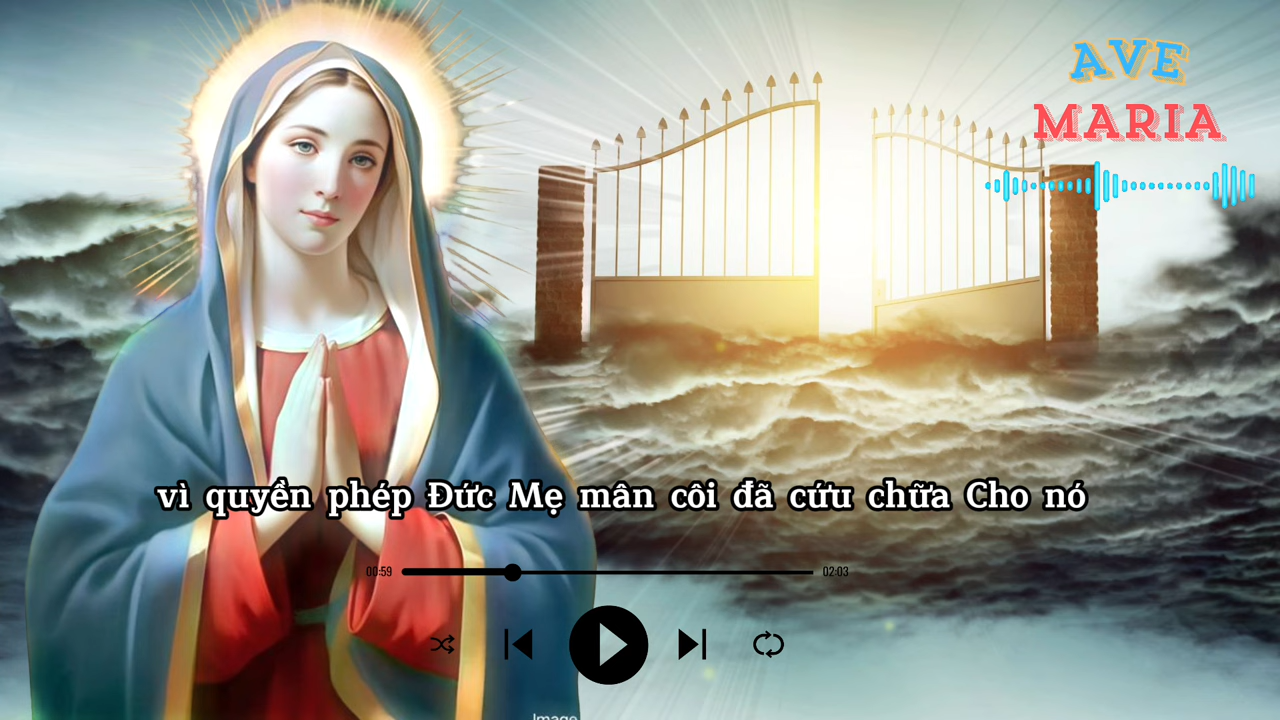 AVE
MARIA
vì quyền phép Đức Mẹ mân côi đã cứu chữa Cho nó
00:59
02:03
Image